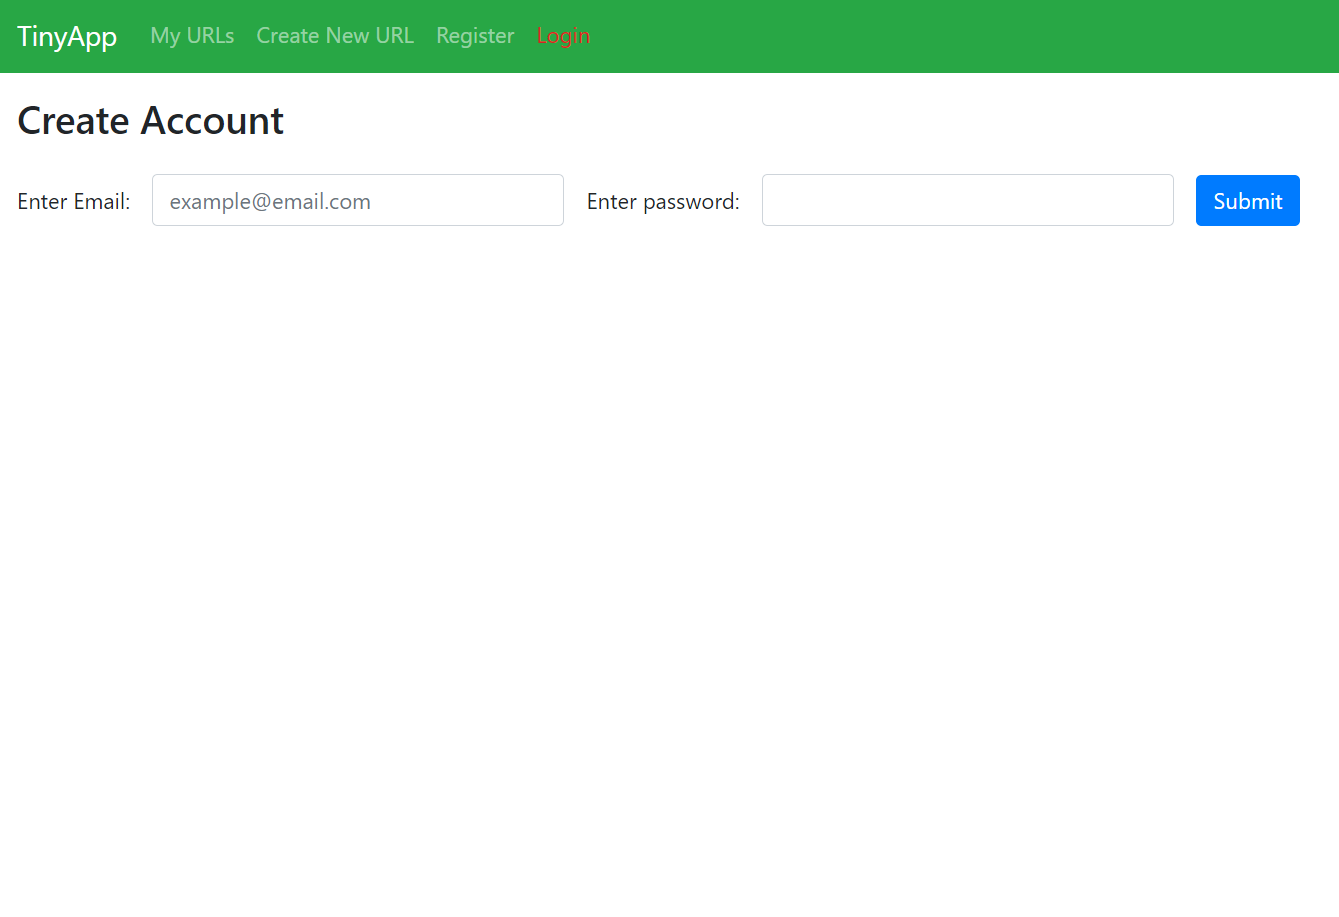 TinyApp My URLs Create New URL Register Login
Create Account
Enter Email: example@email.com Enter password: Submit